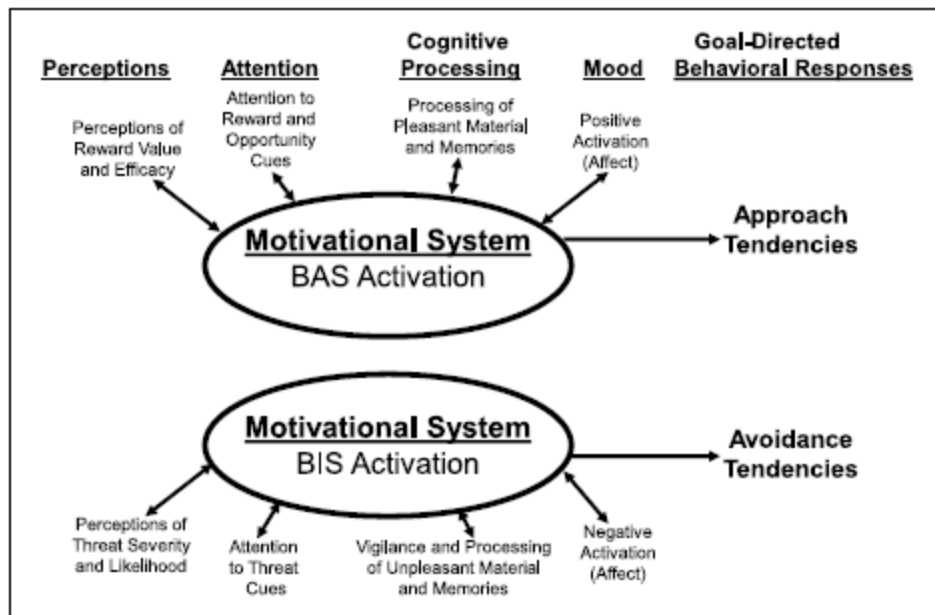 Perceptions
Attention
Cognitive
Processing
Mood
Goal-Directed
Behavioral Responses
Perceptions of
Reward Value
and Efficacy
Attention to
Reward and
Opportunity
Cues
Processing of
Pleasant Material
and Memories
Positive
Activation
(Affect)
Motivational System
BAS Activation
Approach
Tendencies
Motivational System
BIS Activation
Avoidance
Tendencies
Perceptions of
Threat Severity
and Likelihood
Attention
to Threat
Cues
Vigilance and Processing
of Unpleasant Material
and Memories
Negative
Activation
(Affect)